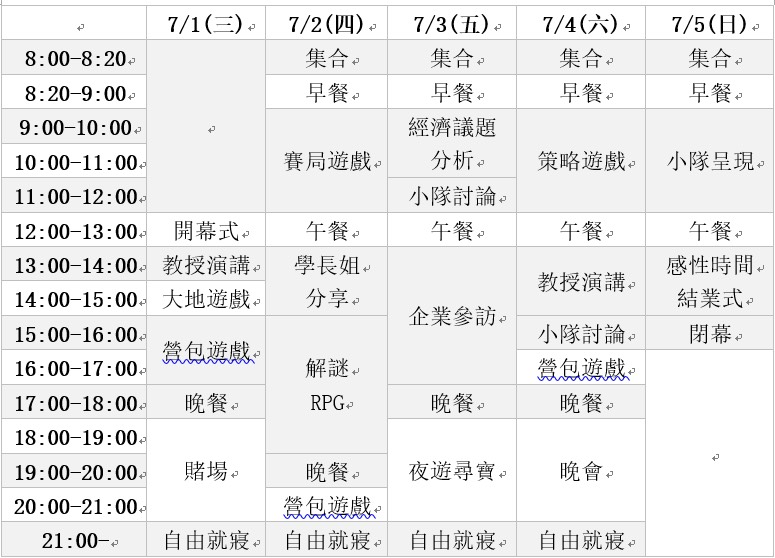 7/1(三) 7/2(四) 7/3(五) 7/4(六) 7/5(日)
8:00-8:20 集合 集合 集合 集合
8:20-9:00 早餐 早餐 早餐 早餐
9:00-10:00 經濟議題
10:00-11:00 賽局遊戲 分析 策略遊戲 小隊呈現
11:00-12:00 小隊討論
12:00-13:00 開幕式 午餐 午餐 午餐 午餐
13:00-14:00 教授演講 學長姐 教授演講 感性時間
14:00-15:00 大地遊戲 分享 企業參訪 結業式
15:00-16:00 營包遊戲 小隊討論 閉幕
16:00-17:00 解謎 營包遊戲
17:00-18:00 晚餐 RPG 晚餐 晚餐
18:00-19:00
19:00-20:00 賭場 晚餐 夜遊尋寶 晚會
20:00-21:00 營包遊戲
21:00- 自由就寢 自由就寢 自由就寢 自由就寢